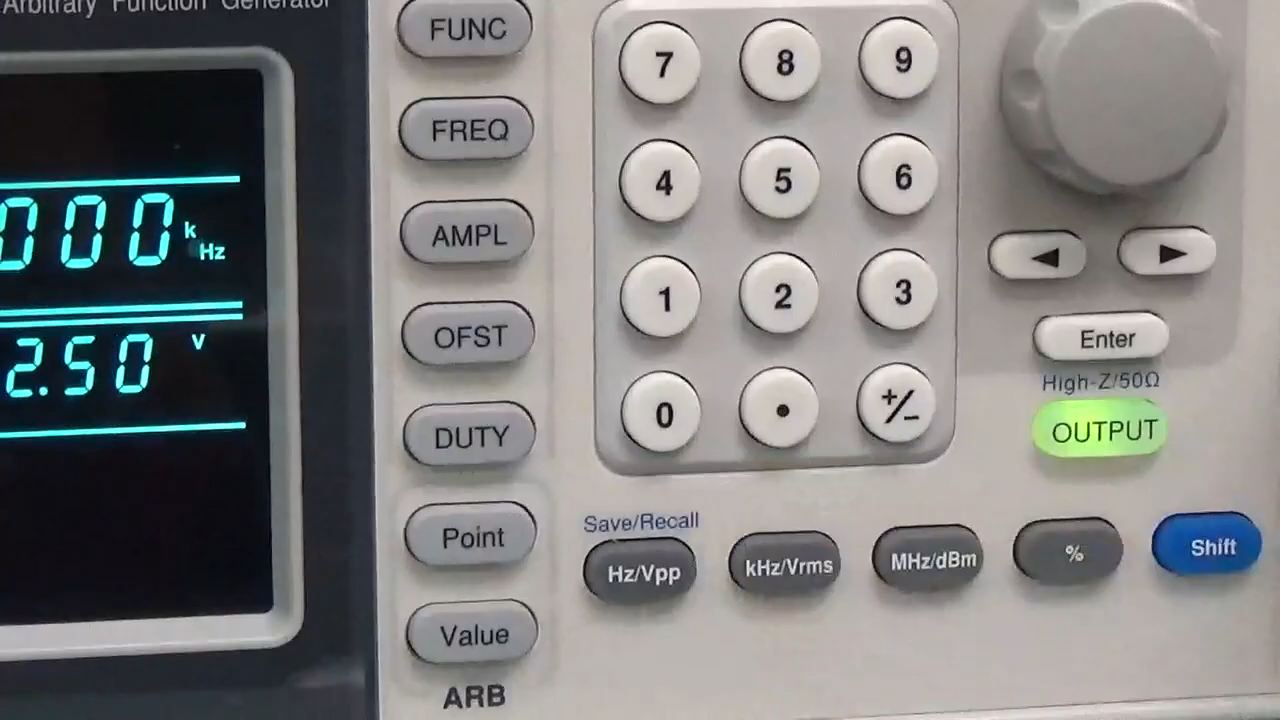 Arbitrary Function Generator
000 kHz
2.50 V
FUNC
FREQ
AMPL
OFST
DUTY
Point
Value
ARB
7 8 9
4 5 6
1 2 3
0 • +/-
◀ ▶
Enter
High-Z/50Ω
OUTPUT
Save/Recall
Hz/Vpp kHz/Vrms MHz/dBm % Shift